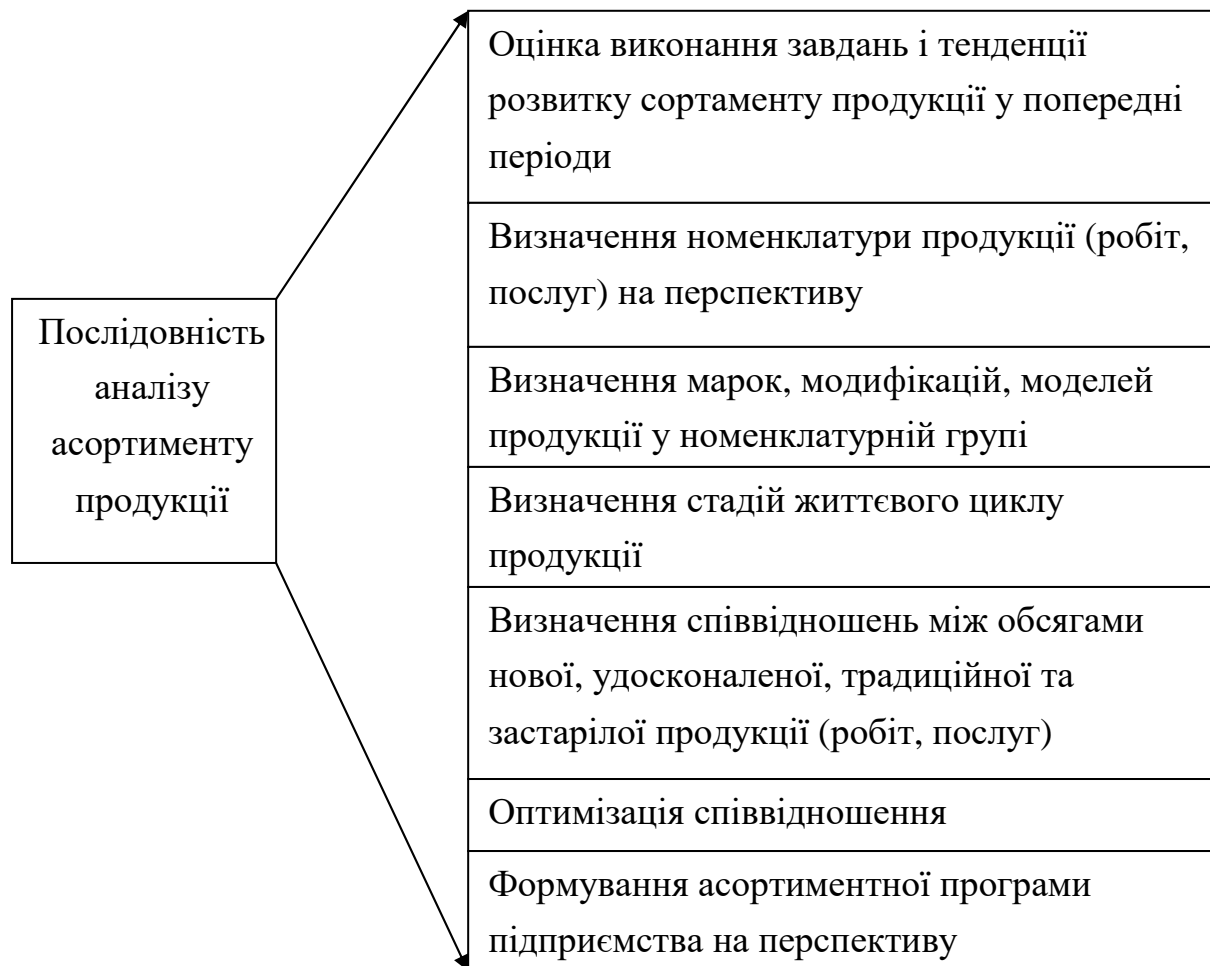 Послідовність
аналізу
асортименту
продукції
Оцінка виконання завдань і тенденції
розвитку сортаменту продукції у попередні
періоди
Визначення номенклатури продукції (робіт,
послуг) на перспективу
Визначення марок, модифікацій, моделей
продукції у номенклатурній групі
Визначення стадій життєвого циклу
продукції
Визначення співвідношень між обсягами
нової, удосконаленої, традиційної та
застарілої продукції (робіт, послуг)
Оптимізація співвідношення
Формування асортиментної програми
підприємства на перспективу